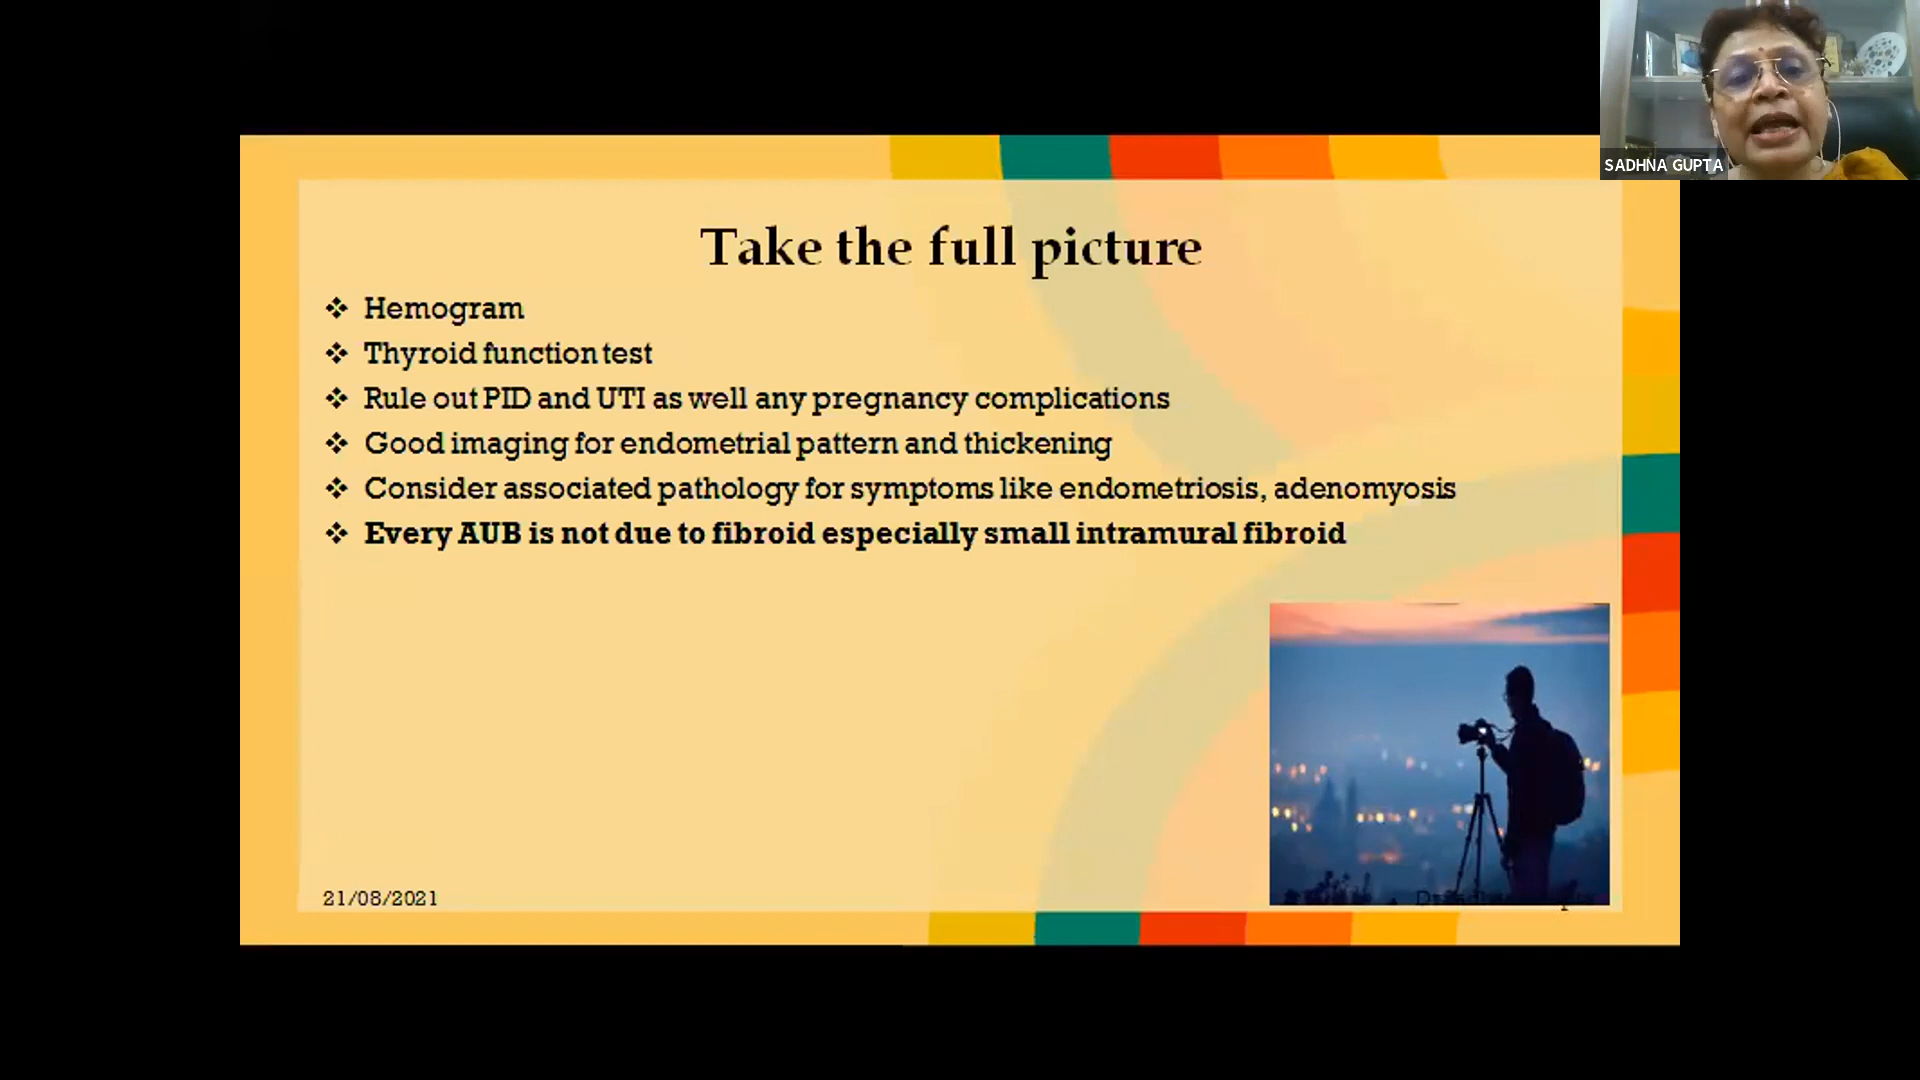 SADHNA GUPTA
Take the full picture
❖ Hemogram
❖ Thyroid function test
❖ Rule out PID and UTI as well any pregnancy complications
❖ Good imaging for endometrial pattern and thickening
❖ Consider associated pathology for symptoms like endometriosis, adenomyosis
❖ Every AUB is not due to fibroid especially small intramural fibroid
21/08/2021